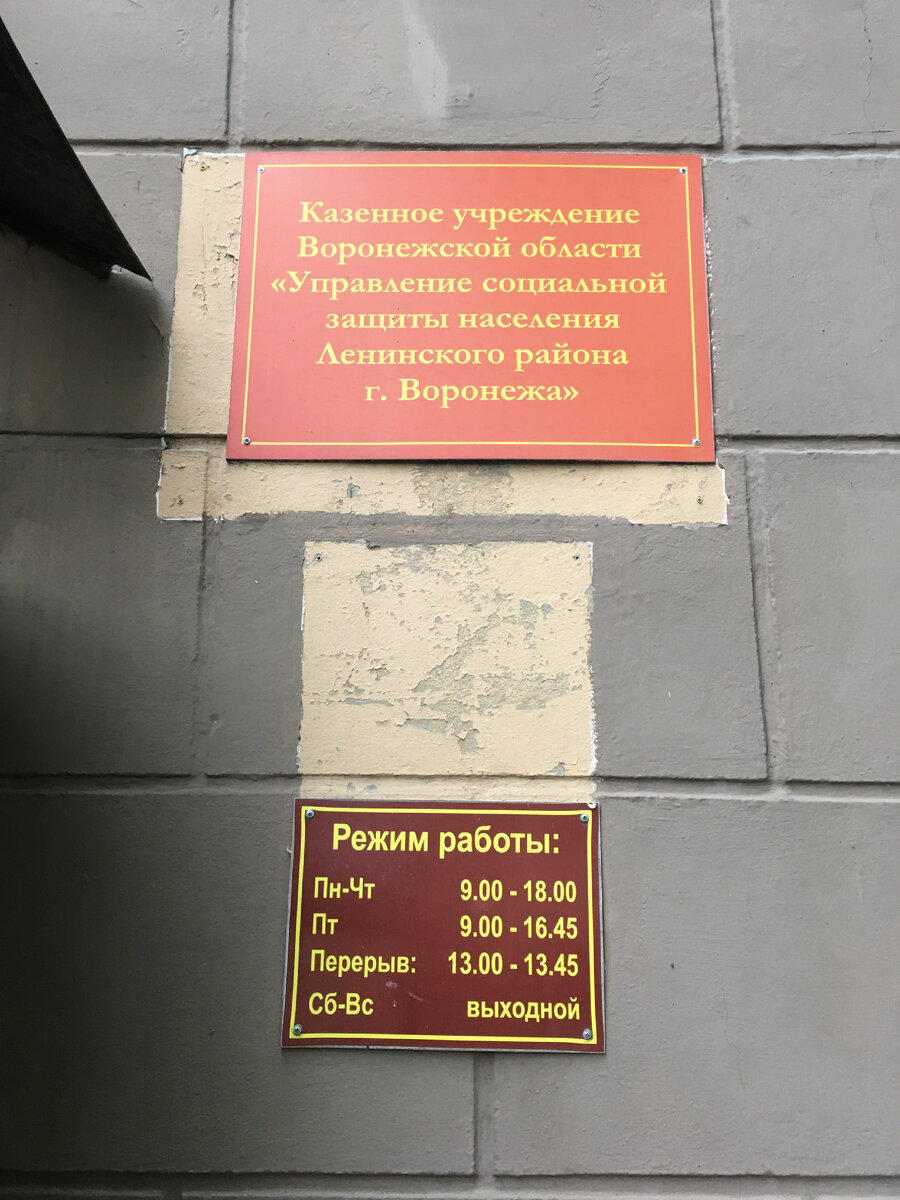 Казенное учреждение
Воронежской области
«Управление социальной
защиты населения
Ленинского района
г. Воронежа»
Режим работы:
Пн-Чт 9.00 - 18.00
Пт 9.00 - 16.45
Перерыв: 13.00 - 13.45
Сб-Вс выходной